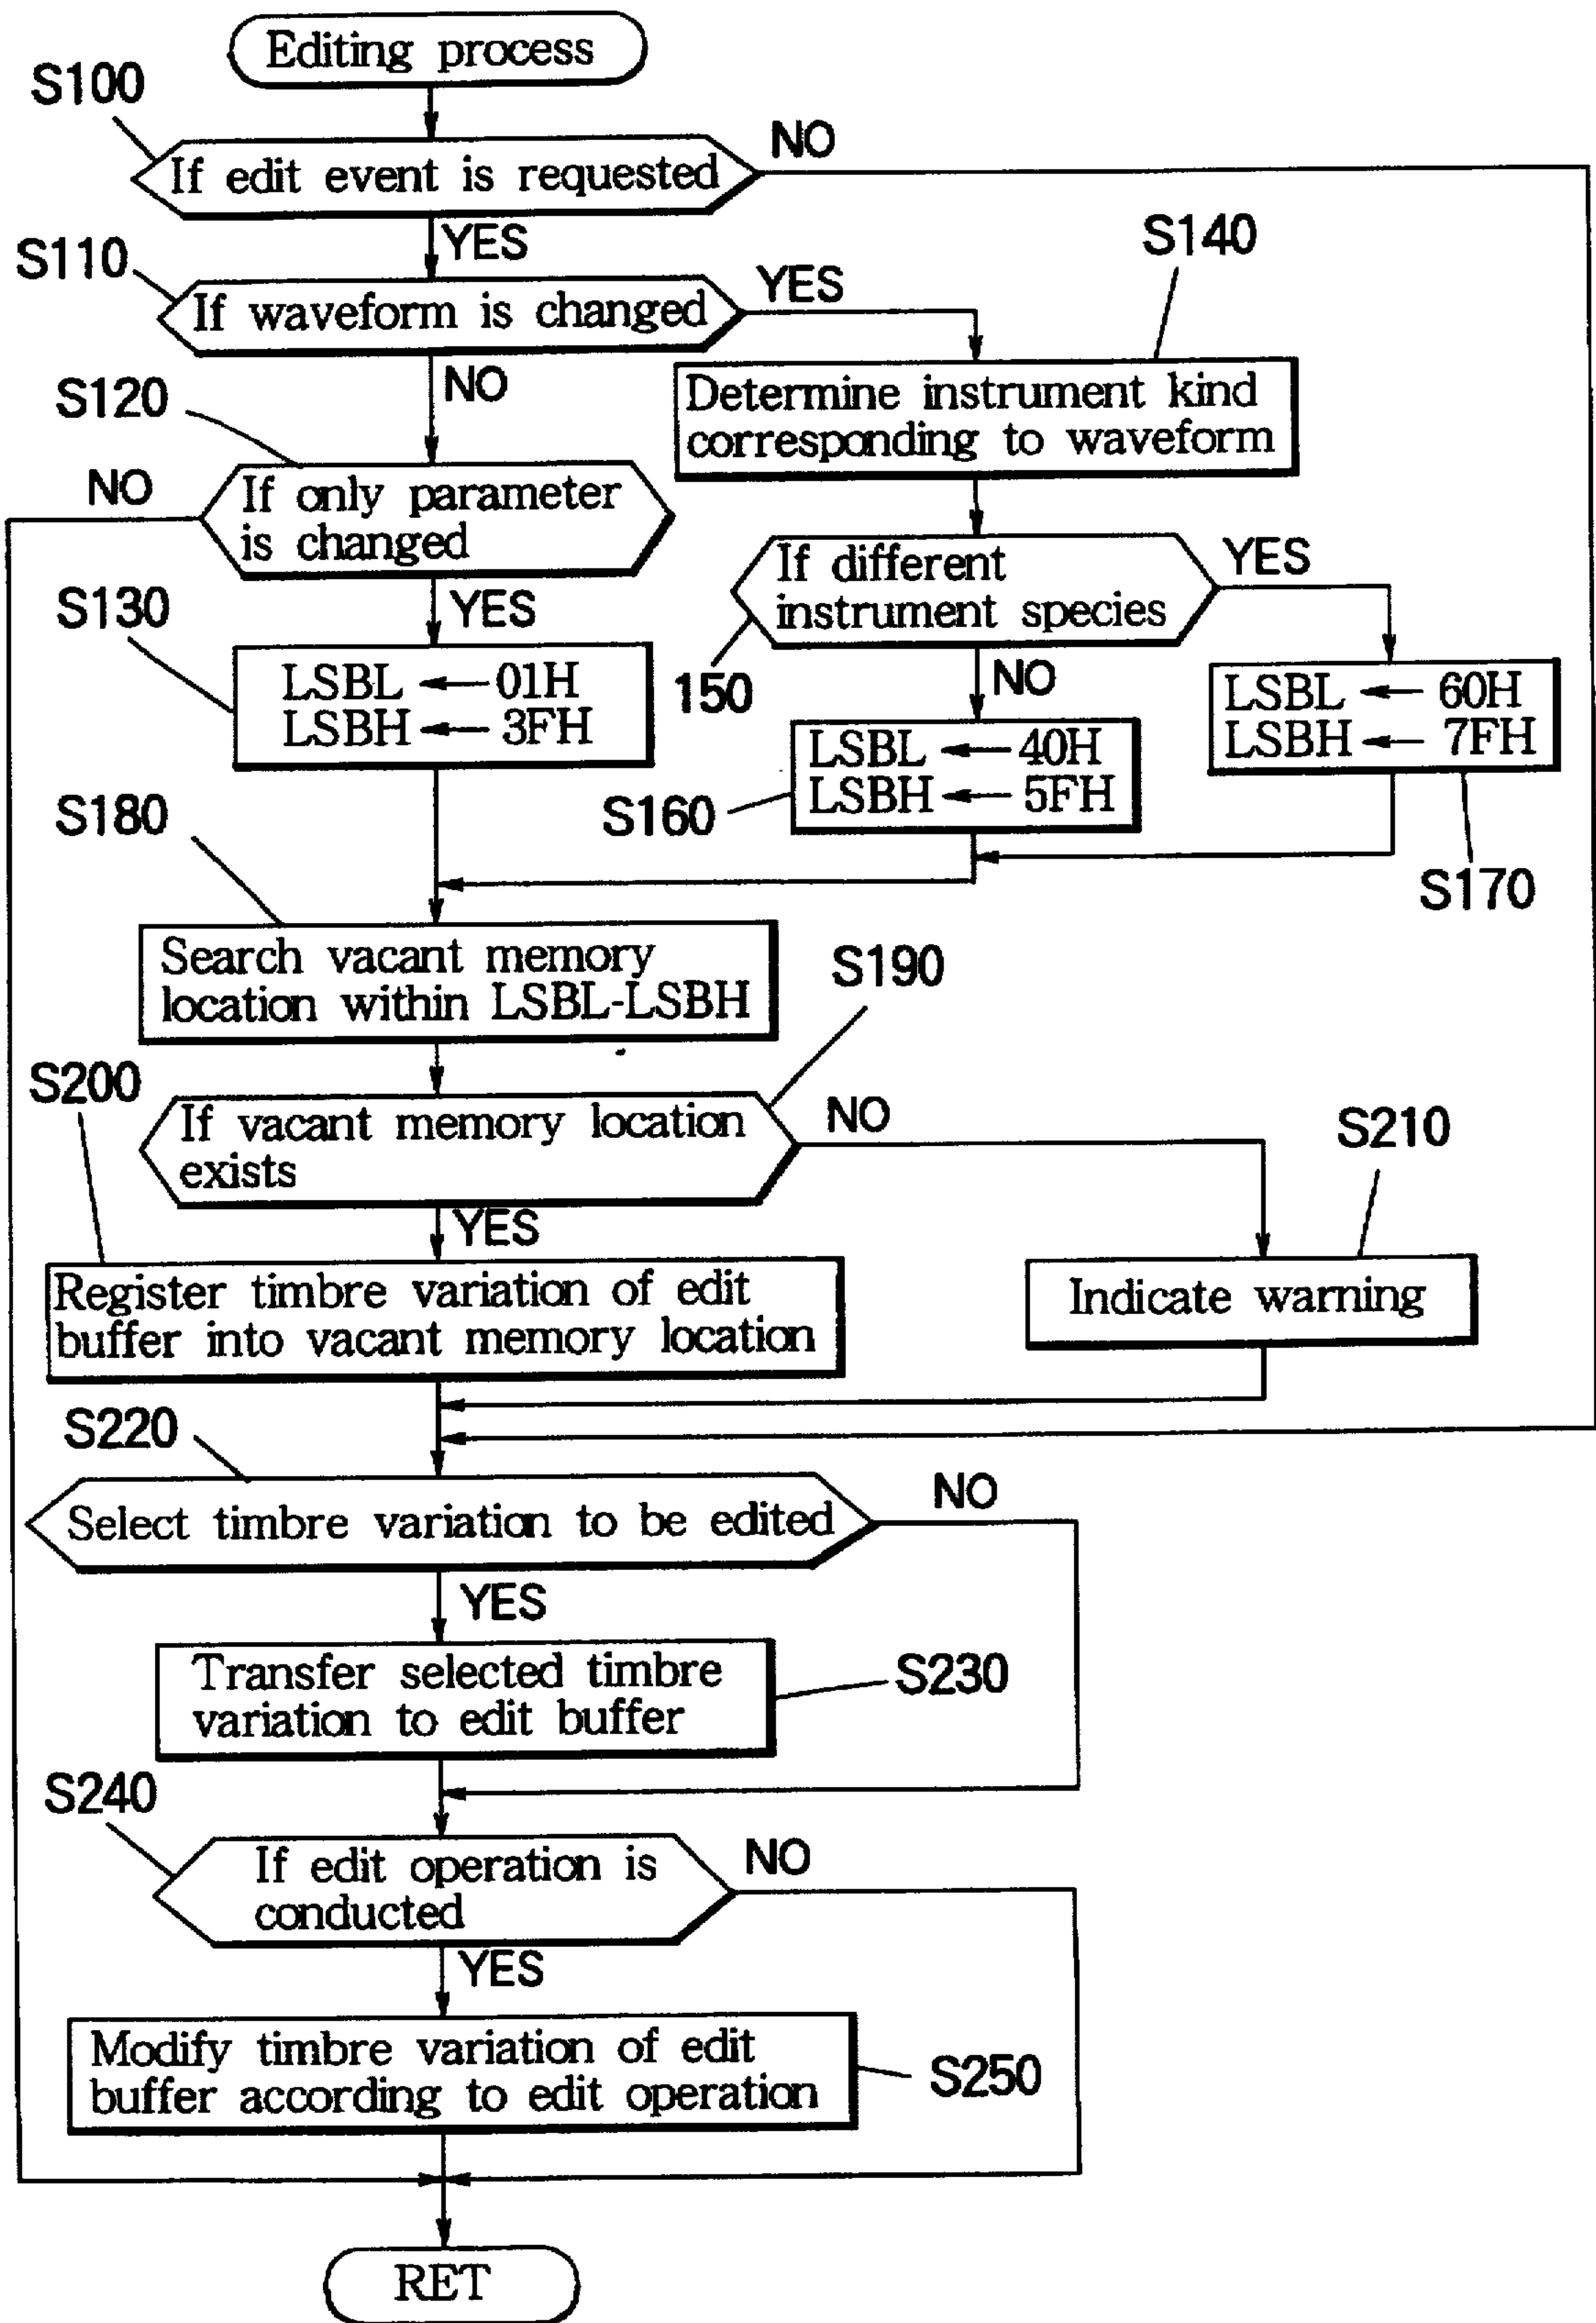 Editing process
S100
NO
If edit event is requested
YES
S110
YES
S140
If waveform is changed
NO
Determine instrument kind
corresponding to waveform
S120
NO
If only parameter
is changed
If different
instrument species
YES
S130
YES
LSBL ← 01H
LSBH ← 3FH
150
NO
LSBL ← 60H
LSBH ← 7FH
LSBL ← 40H
LSBH ← 5FH
S160
S180
S170
Search vacant memory
location within LSBL-LSBH
S190
S200
If vacant memory location
exists
NO
S210
YES
Register timbre variation of edit
buffer into vacant memory location
Indicate warning
S220
NO
Select timbre variation to be edited
YES
Transfer selected timbre
variation to edit buffer
S230
S240
If edit operation is
conducted
NO
YES
Modify timbre variation of edit
buffer according to edit operation
S250
RET